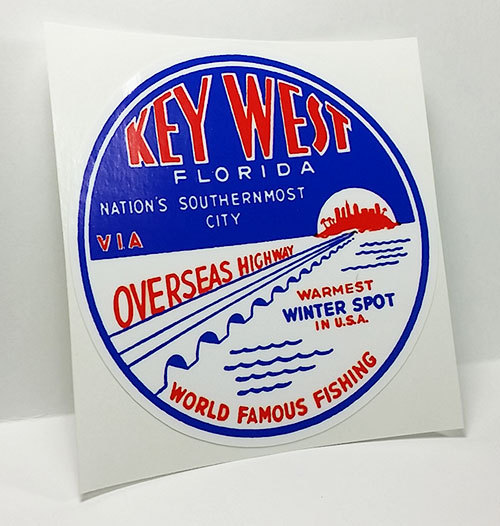 KEY WEST
FLORIDA
NATION'S SOUTHERNMOST
CITY
VIA
OVERSEAS HIGHWAY
WARMEST
WINTER SPOT
IN U.S.A.
WORLD FAMOUS FISHING